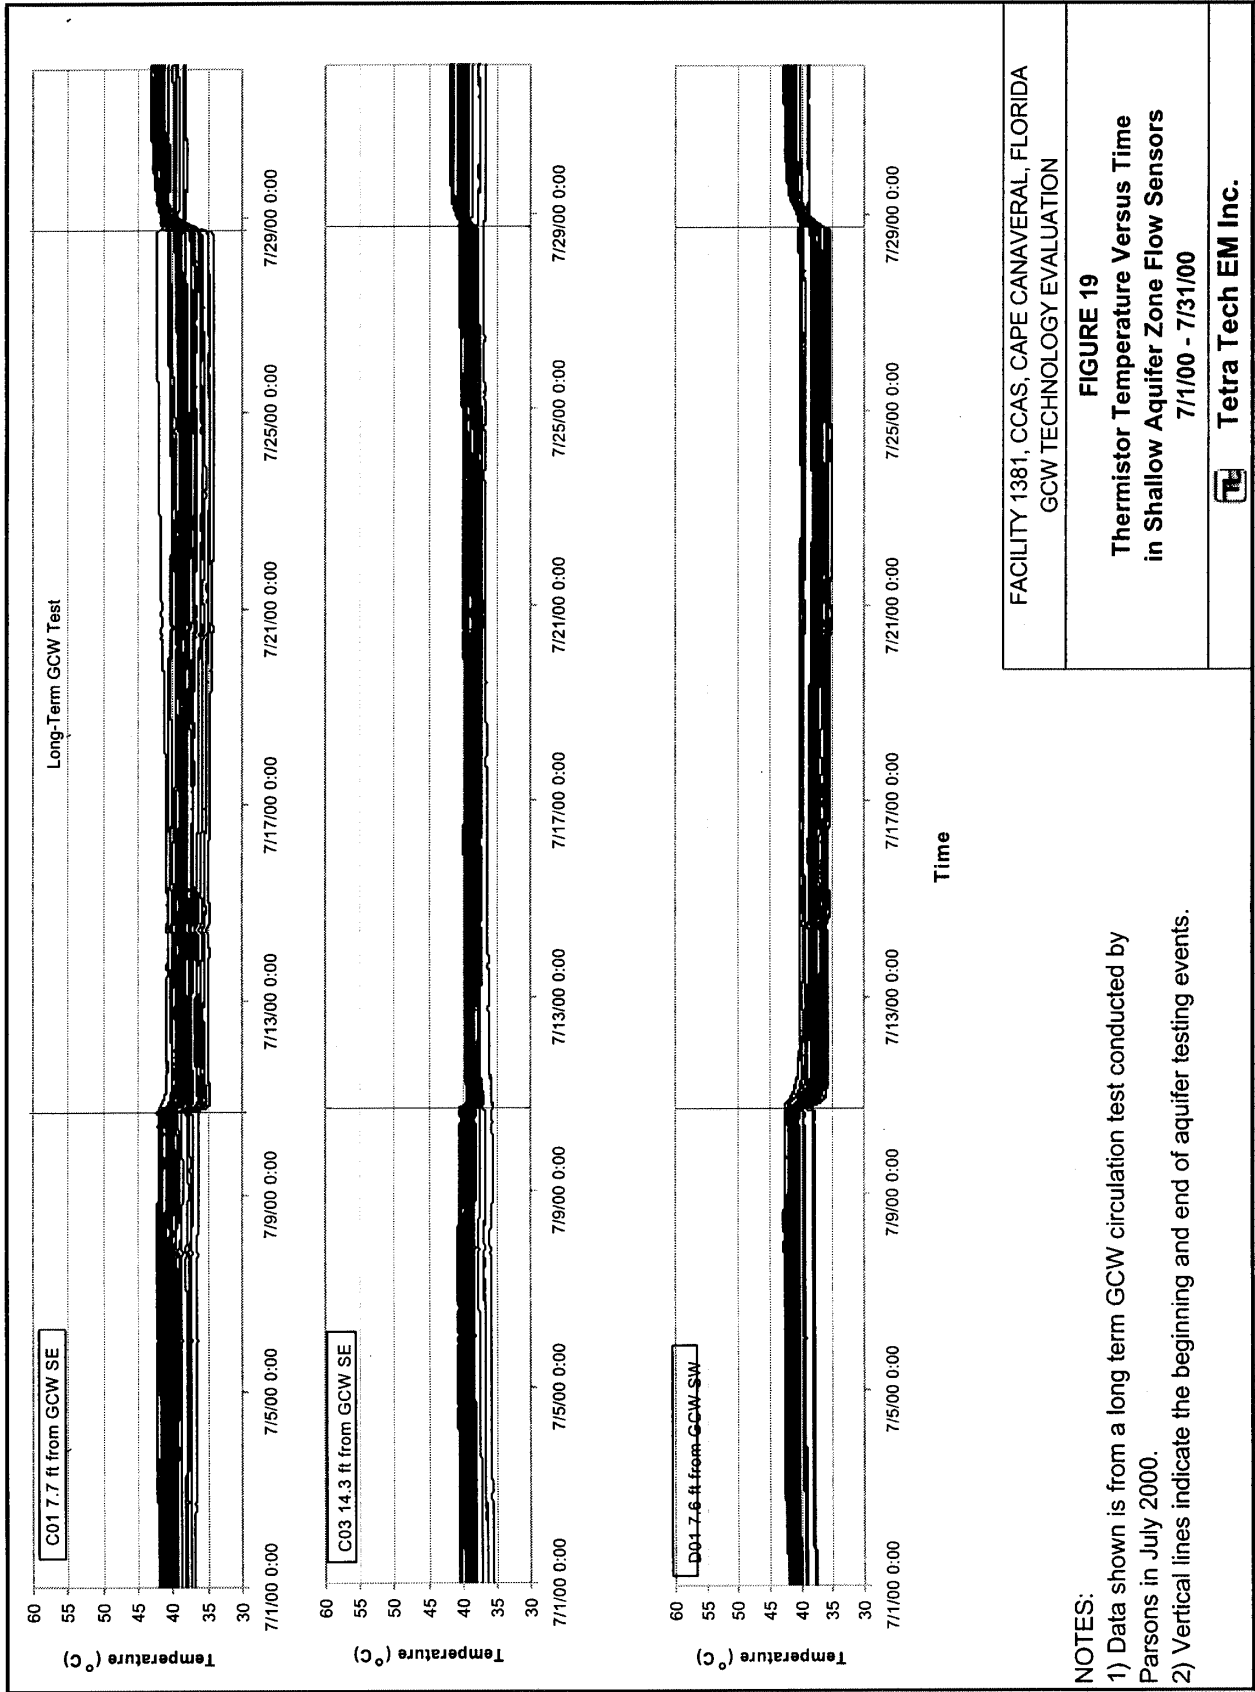 Long-Term GCW Test
C01 7.7 ft from GCW SE
Temperature (°C)
60
55
50
45
40
35
30
7/1/00 0:00
7/5/00 0:00
7/9/00 0:00
7/13/00 0:00
7/17/00 0:00
7/21/00 0:00
7/25/00 0:00
7/29/00 0:00
C03 14.3 ft from GCW SE
Temperature (°C)
60
55
50
45
40
35
30
7/1/00 0:00
7/5/00 0:00
7/9/00 0:00
7/13/00 0:00
7/17/00 0:00
7/21/00 0:00
7/25/00 0:00
7/29/00 0:00
D01 7.6 ft from GCW SW
Temperature (°C)
60
55
50
45
40
35
30
7/1/00 0:00
7/5/00 0:00
7/9/00 0:00
7/13/00 0:00
7/17/00 0:00
7/21/00 0:00
7/25/00 0:00
7/29/00 0:00
Time
NOTES:
1) Data shown is from a long term GCW circulation test conducted by
Parsons in July 2000.
2) Vertical lines indicate the beginning and end of aquifer testing events.
FACILITY 1381, CCAS, CAPE CANAVERAL, FLORIDA
GCW TECHNOLOGY EVALUATION
FIGURE 19
Thermistor Temperature Versus Time
in Shallow Aquifer Zone Flow Sensors
7/1/00 - 7/31/00
Tetra Tech EM Inc.